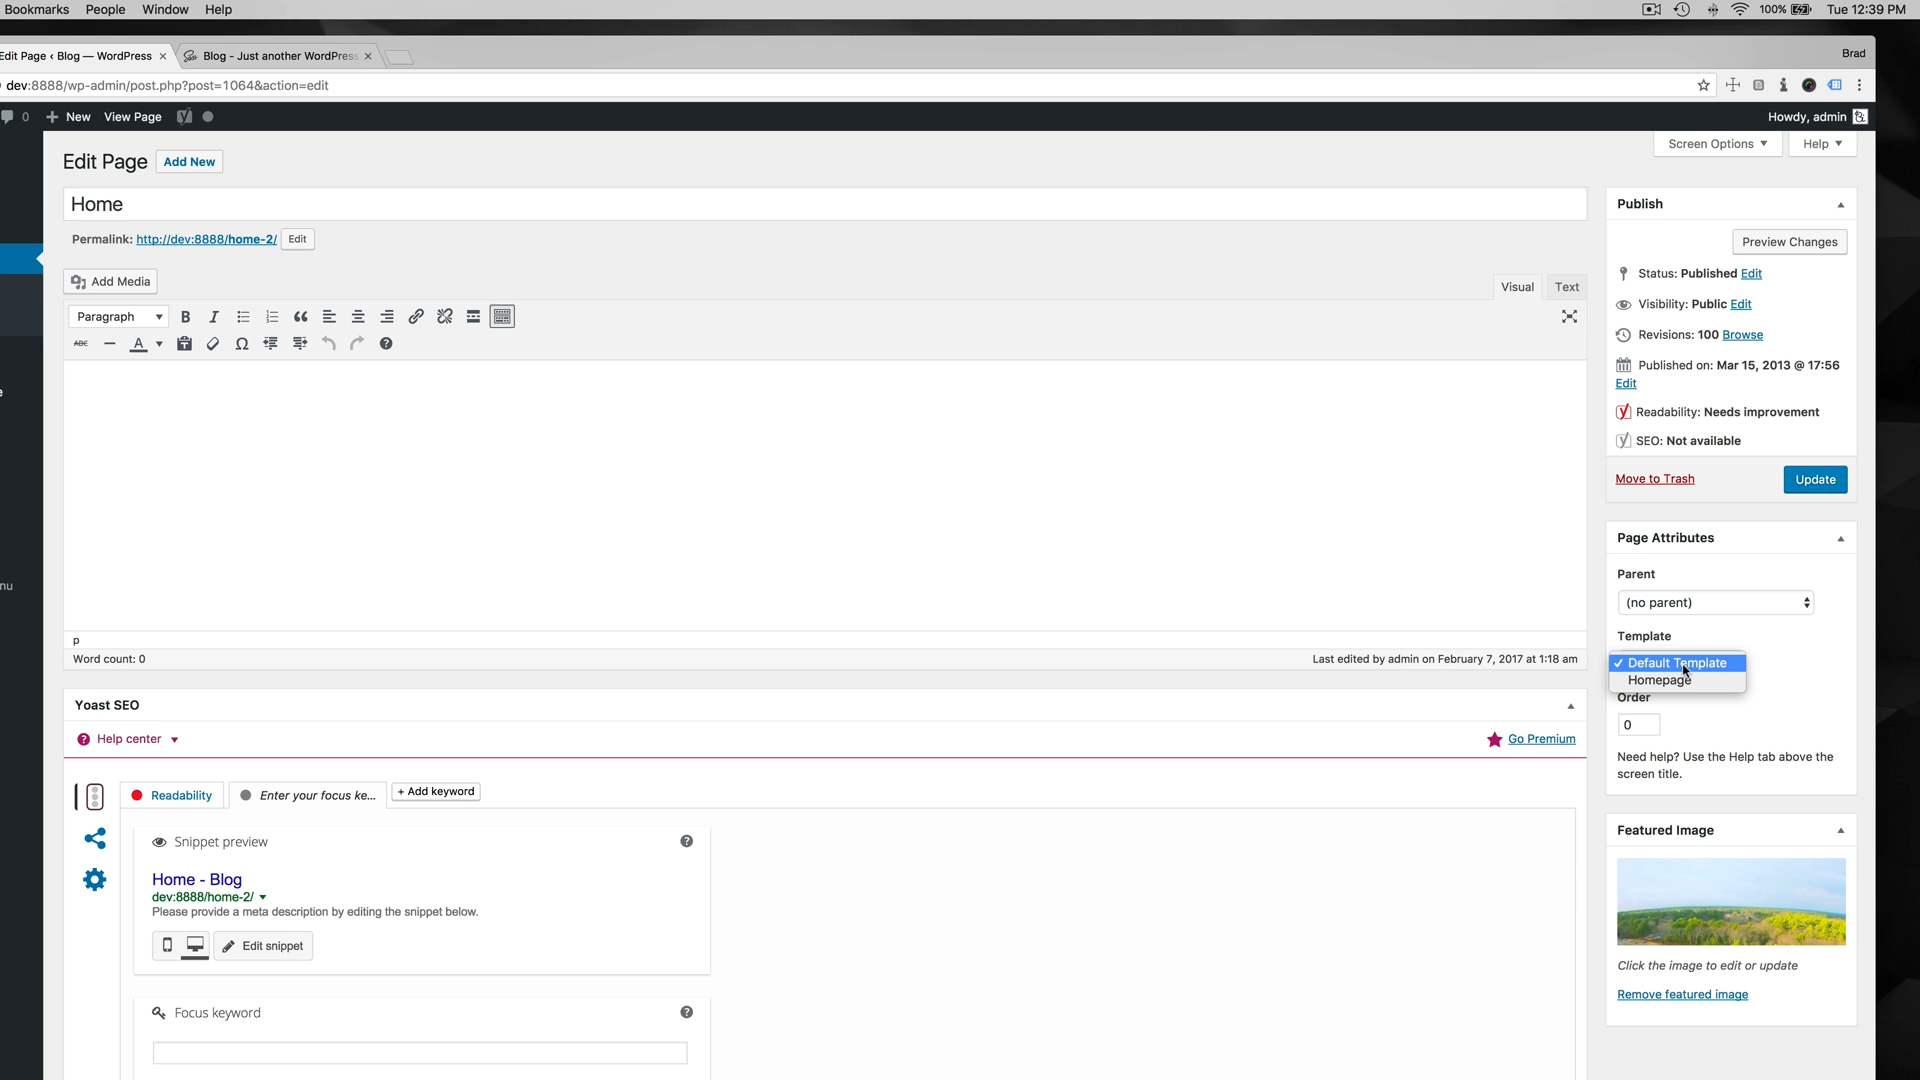 Bookmarks People Window Help 100% Tue 12:39 PM
Edit Page ‹ Blog — WordPress Blog - Just another WordPress Brad
dev:8888/wp-admin/post.php?post=1064&action=edit
0 New View Page Howdy, admin
Screen Options Help
Edit Page Add New
Home
Permalink: http://dev:8888/home-2/ Edit
Add Media
Visual Text
Paragraph
ABC
p
Word count: 0 Last edited by admin on February 7, 2017 at 1:18 am
Yoast SEO
Help center Go Premium
Readability Enter your focus ke... + Add keyword
Snippet preview
Home - Blog
dev:8888/home-2/
Please provide a meta description by editing the snippet below.
Edit snippet
Focus keyword
Publish
Preview Changes
Status: Published Edit
Visibility: Public Edit
Revisions: 100 Browse
Published on: Mar 15, 2013 @ 17:56
Edit
Readability: Needs improvement
SEO: Not available
Move to Trash Update
Page Attributes
Parent
(no parent)
Template
Default Template
Homepage
Order
0
Need help? Use the Help tab above the
screen title.
Featured Image
Click the image to edit or update
Remove featured image
e
nu